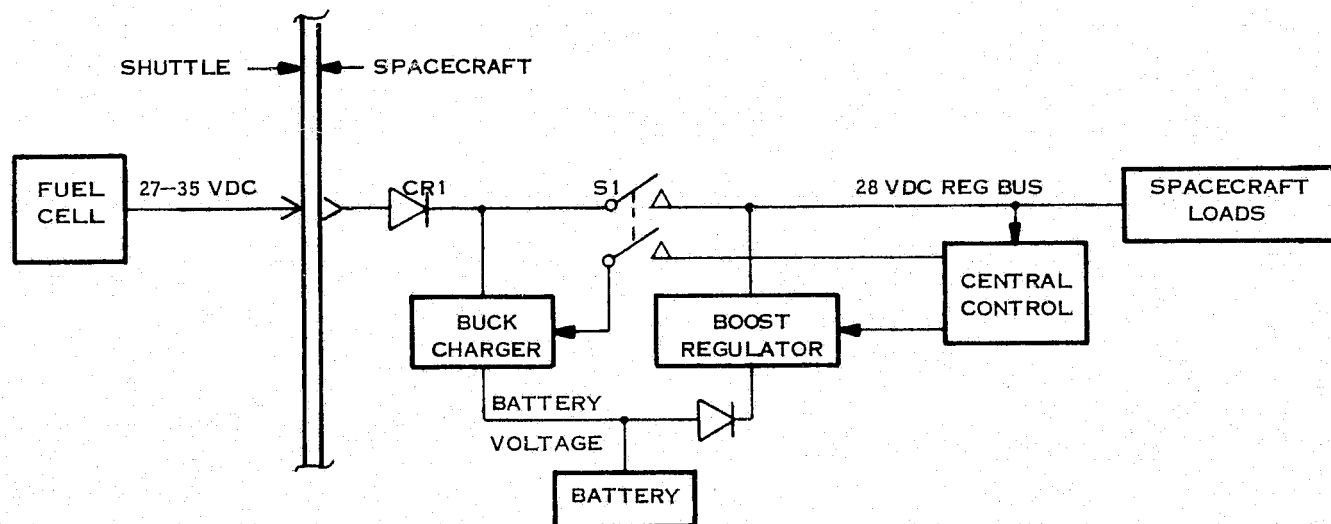 SHUTTLE
SPACECRAFT
FUEL
CELL
27—35 VDC
CR1
S1
28 VDC REG BUS
SPACECRAFT
LOADS
CENTRAL
CONTROL
BUCK
CHARGER
BOOST
REGULATOR
BATTERY
VOLTAGE
BATTERY